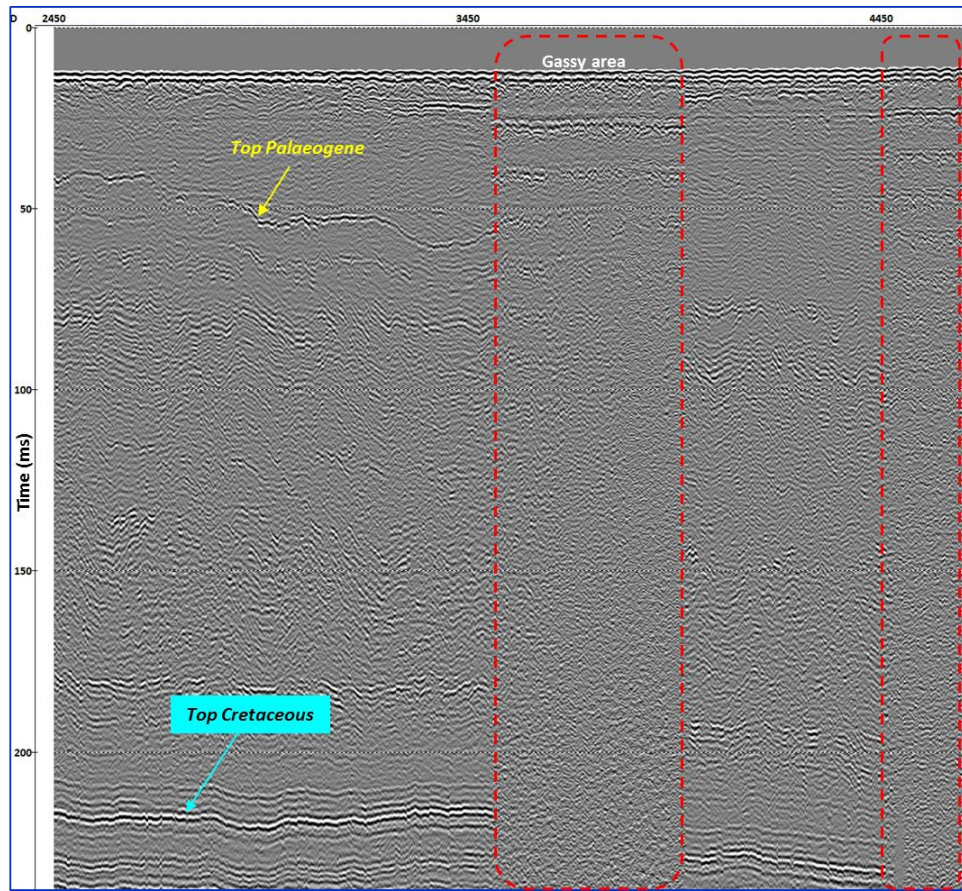 D 2450 3450 4450
0
Gassy area
Top Palaeogene
50
100
Time (ms)
150
Top Cretaceous
200